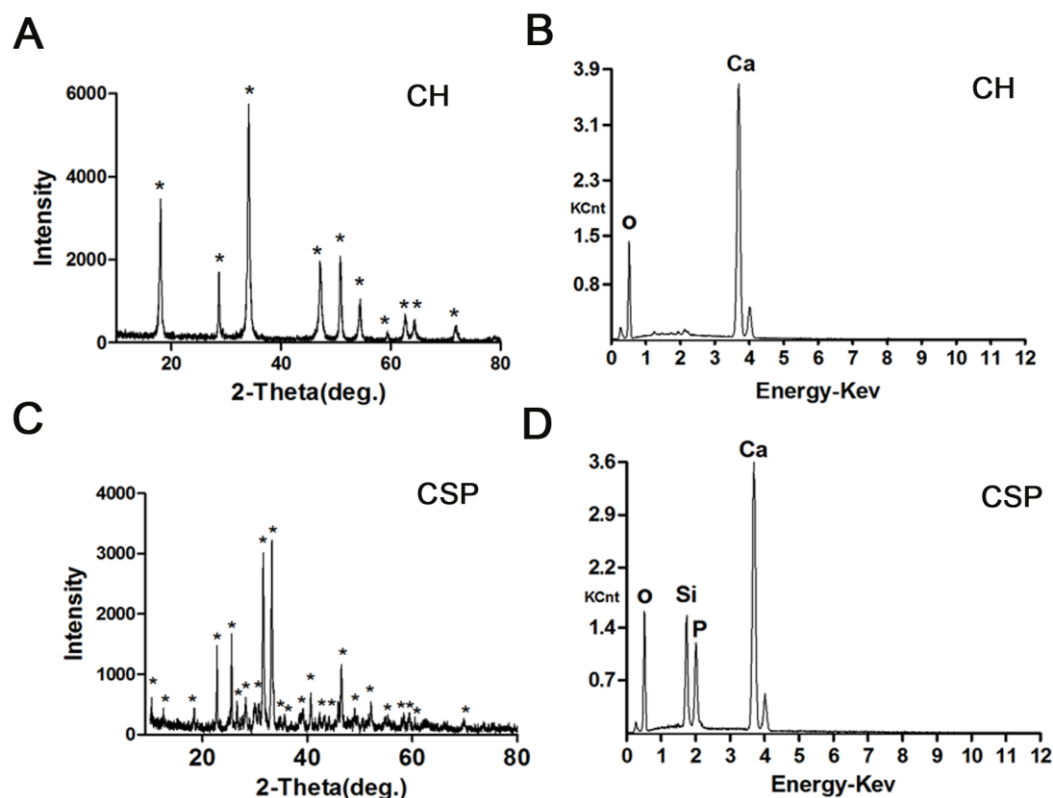 A
CH
6000
4000
2000
0
Intensity
* * * * * * * * * *
20 40 60 80
2-Theta(deg.)
B
CH
3.9
3.1
2.3
KCnt
1.5
0.8
Ca
O
0 1 2 3 4 5 6 7 8 9 10 11 12
Energy-Kev
C
CSP
4000
3000
2000
1000
0
Intensity
20 40 60 80
2-Theta(deg.)
D
CSP
3.6
2.9
2.2
KCnt
1.4
0.7
Ca
O
Si
P
0 1 2 3 4 5 6 7 8 9 10 11 12
Energy-Kev